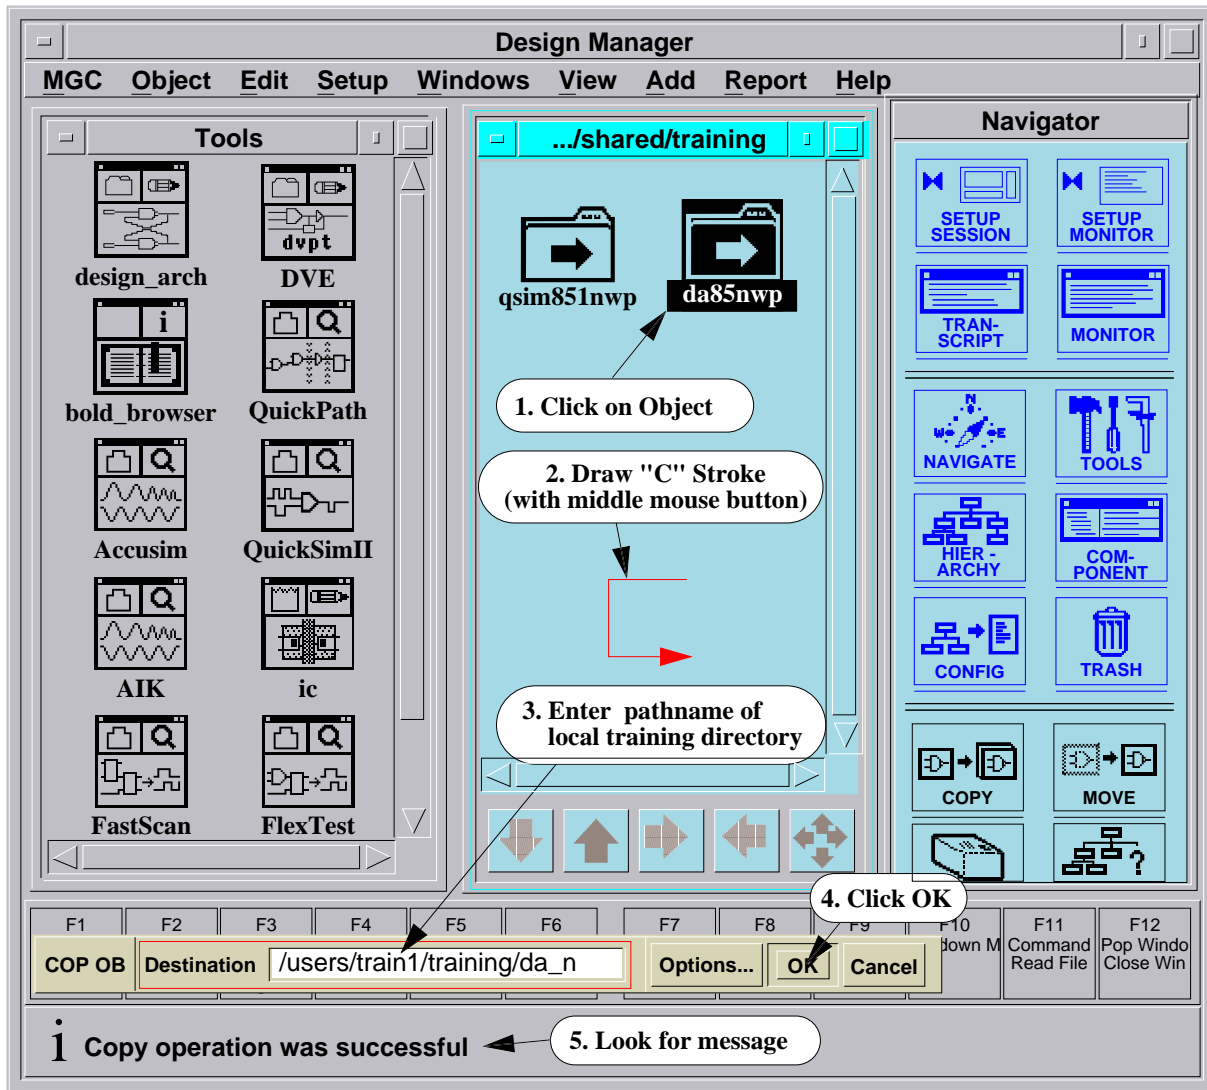 Design Manager
MGC Object Edit Setup Windows View Add Report Help
Tools
design_arch
dvpt
DVE
i
bold_browser
QuickPath
Accusim
QuickSimII
AIK
ic
FastScan
FlexTest
.../shared/training
qsim851nwp
da85nwp
1. Click on Object
2. Draw "C" Stroke
(with middle mouse button)
3. Enter pathname of
local training directory
Navigator
SETUP
SESSION
SETUP
MONITOR
TRAN-
SCRIPT
MONITOR
N
W E
NAVIGATE
TOOLS
HIER -
ARCHY
COM-
PONENT
CONFIG
TRASH
COPY
MOVE
?
4. Click OK
F1 F2 F3 F4 F5 F6 F7 F8 F9 F10 F11 F12
down M Command Pop Windo
Read File Close Win
COP OB Destination /users/train1/training/da_n Options... OK Cancel
i Copy operation was successful
5. Look for message